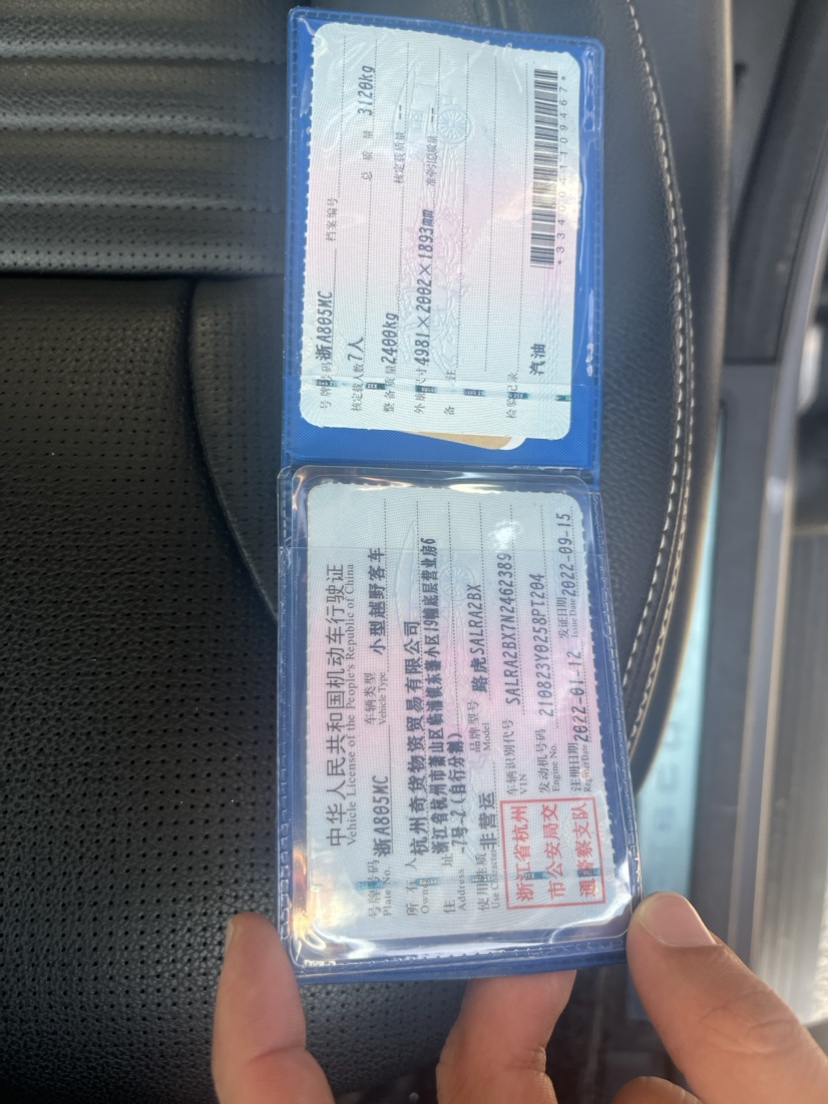 中华人民共和国机动车行驶证
Vehicle License of the People's Republic of China
号牌号码 浙A805MC 车辆类型 小型越野客车
Plate No. Vehicle Type
所有人 杭州奇货物资贸易有限公司
Owner
住址 浙江省杭州市萧山区临浦镇东藩小区19幢底层营业房6
Address -7号-2(自行分割)
使用性质 非营运 品牌型号 路虎SALRA2BX
Use Character Model
浙江省杭州
市公安局交
通警察支队
车辆识别代号 SALRA2BX7N2462389
VIN
发动机号码 210823Y0258PT204
Engine No.
注册日期 2022-01-12 发证日期 2022-09-15
Register Date Issue Date
号牌号码 浙A805MC 档案编号
核定载人数 7人 总质量 3120kg
整备质量 2400kg 核定载质量 --
外廓尺寸 4981×2002×1893mm 准牵引总质量 --
备注
检验记录
汽油